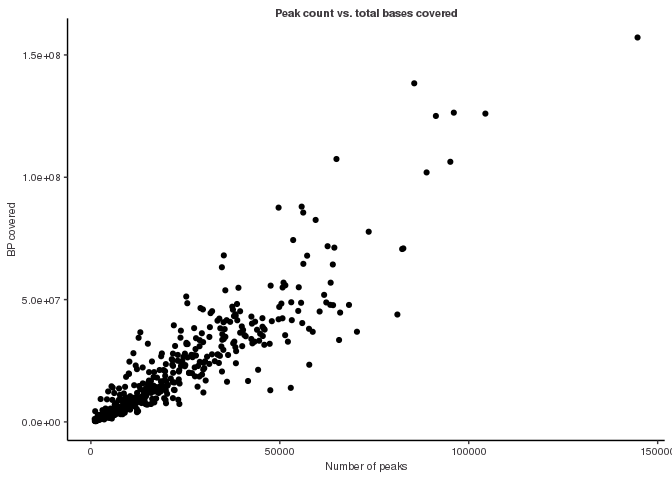 Peak count vs. total bases covered
1.5e+08
1.0e+08
5.0e+07
0.0e+00
BP covered
0
50000
100000
150000
Number of peaks